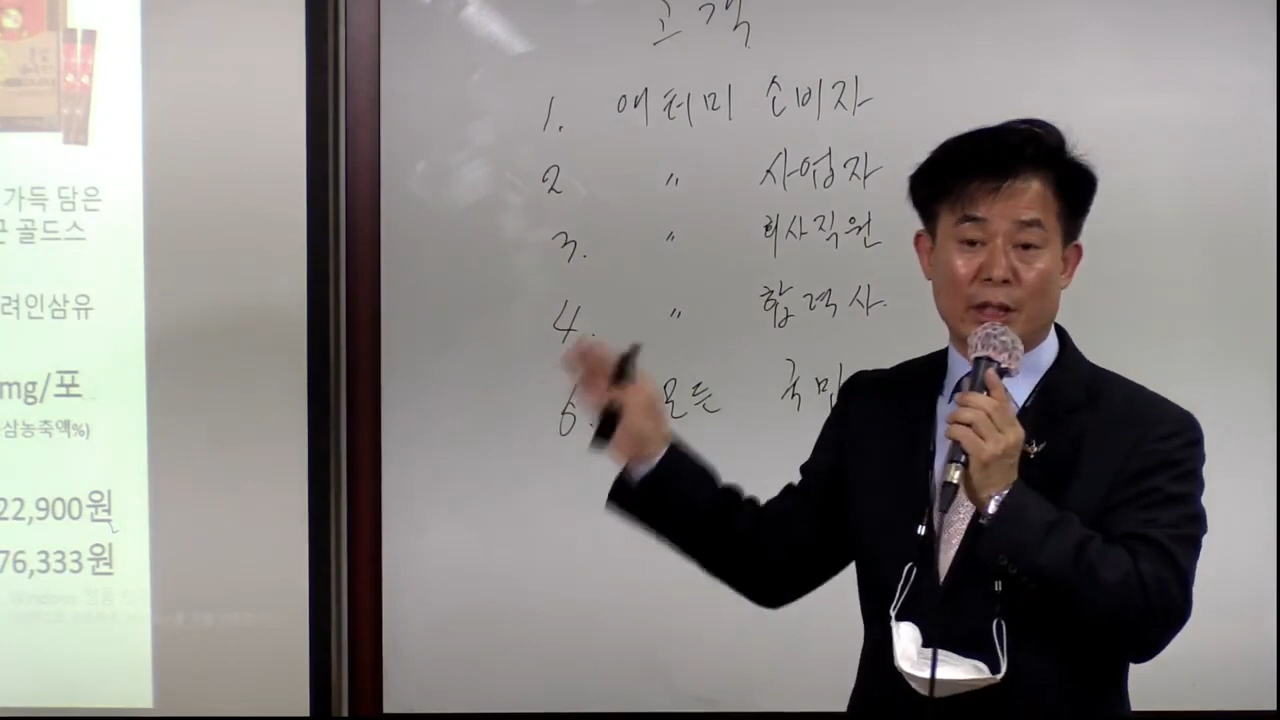 가득 담은
골드스
려인삼유
mg/포
삼농축액%)
22,900원
76,333원
고객
1. 애터미 소비자
2 〃 사업자
3. 〃 회사직원
4. 〃 합력사.
6. 모든 국민